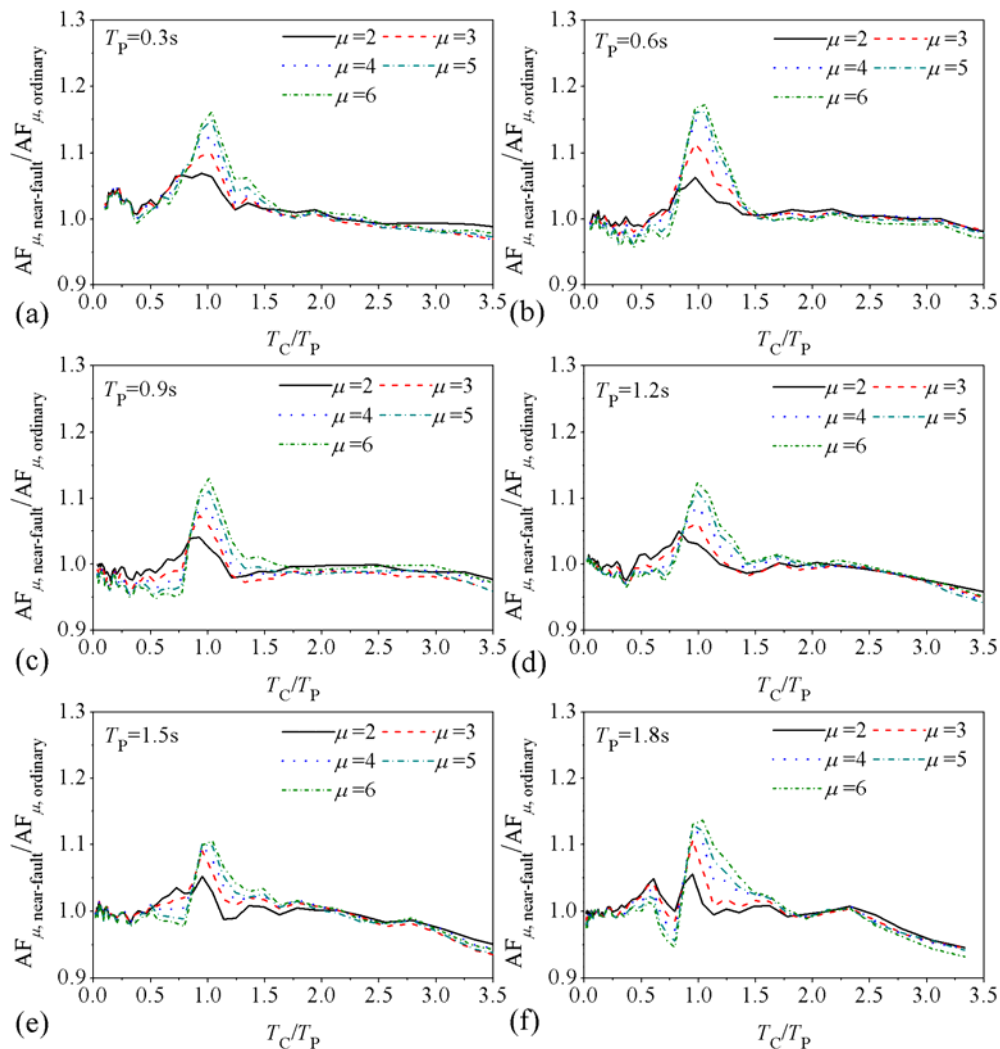 1.3 1.2 1.1 1.0 0.9
AF μ, near-fault/AF μ, ordinary
T_P=0.3s
μ=2 μ=3
μ=4 μ=5
μ=6
0.0 0.5 1.0 1.5 2.0 2.5 3.0 3.5
(a)
T_C/T_P
1.3 1.2 1.1 1.0 0.9
AF μ, near-fault/AF μ, ordinary
T_P=0.6s
μ=2 μ=3
μ=4 μ=5
μ=6
0.0 0.5 1.0 1.5 2.0 2.5 3.0 3.5
(b)
T_C/T_P
1.3 1.2 1.1 1.0 0.9
AF μ, near-fault/AF μ, ordinary
T_P=0.9s
μ=2 μ=3
μ=4 μ=5
μ=6
0.0 0.5 1.0 1.5 2.0 2.5 3.0 3.5
(c)
T_C/T_P
1.3 1.2 1.1 1.0 0.9
AF μ, near-fault/AF μ, ordinary
T_P=1.2s
μ=2 μ=3
μ=4 μ=5
μ=6
0.0 0.5 1.0 1.5 2.0 2.5 3.0 3.5
(d)
T_C/T_P
1.3 1.2 1.1 1.0 0.9
AF μ, near-fault/AF μ, ordinary
T_P=1.5s
μ=2 μ=3
μ=4 μ=5
μ=6
0.0 0.5 1.0 1.5 2.0 2.5 3.0 3.5
(e)
T_C/T_P
1.3 1.2 1.1 1.0 0.9
AF μ, near-fault/AF μ, ordinary
T_P=1.8s
μ=2 μ=3
μ=4 μ=5
μ=6
0.0 0.5 1.0 1.5 2.0 2.5 3.0 3.5
(f)
T_C/T_P